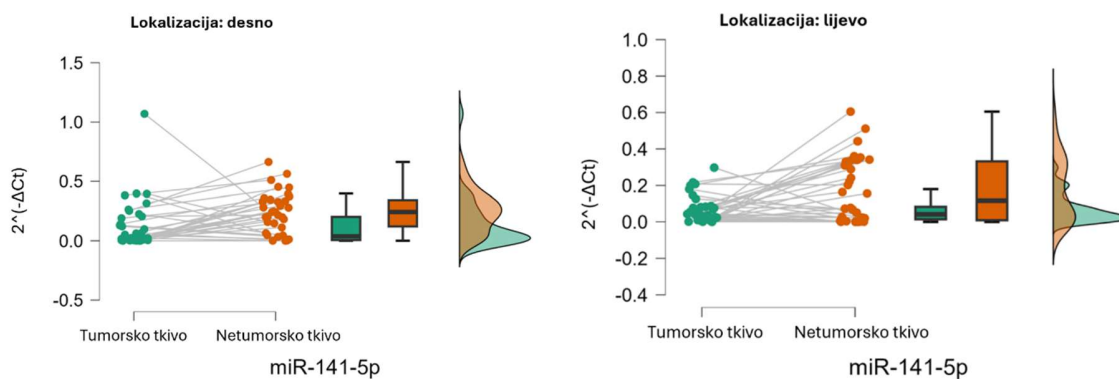 Lokalizacija: desno
1.5
1.0
0.5
0.0
-0.5
2^(-ΔCt)
Tumorsko tkivo
Netumorsko tkivo
miR-141-5p
Lokalizacija: lijevo
1.0
0.8
0.6
0.4
0.2
0.0
-0.2
-0.4
2^(-ΔCt)
Tumorsko tkivo
Netumorsko tkivo
miR-141-5p